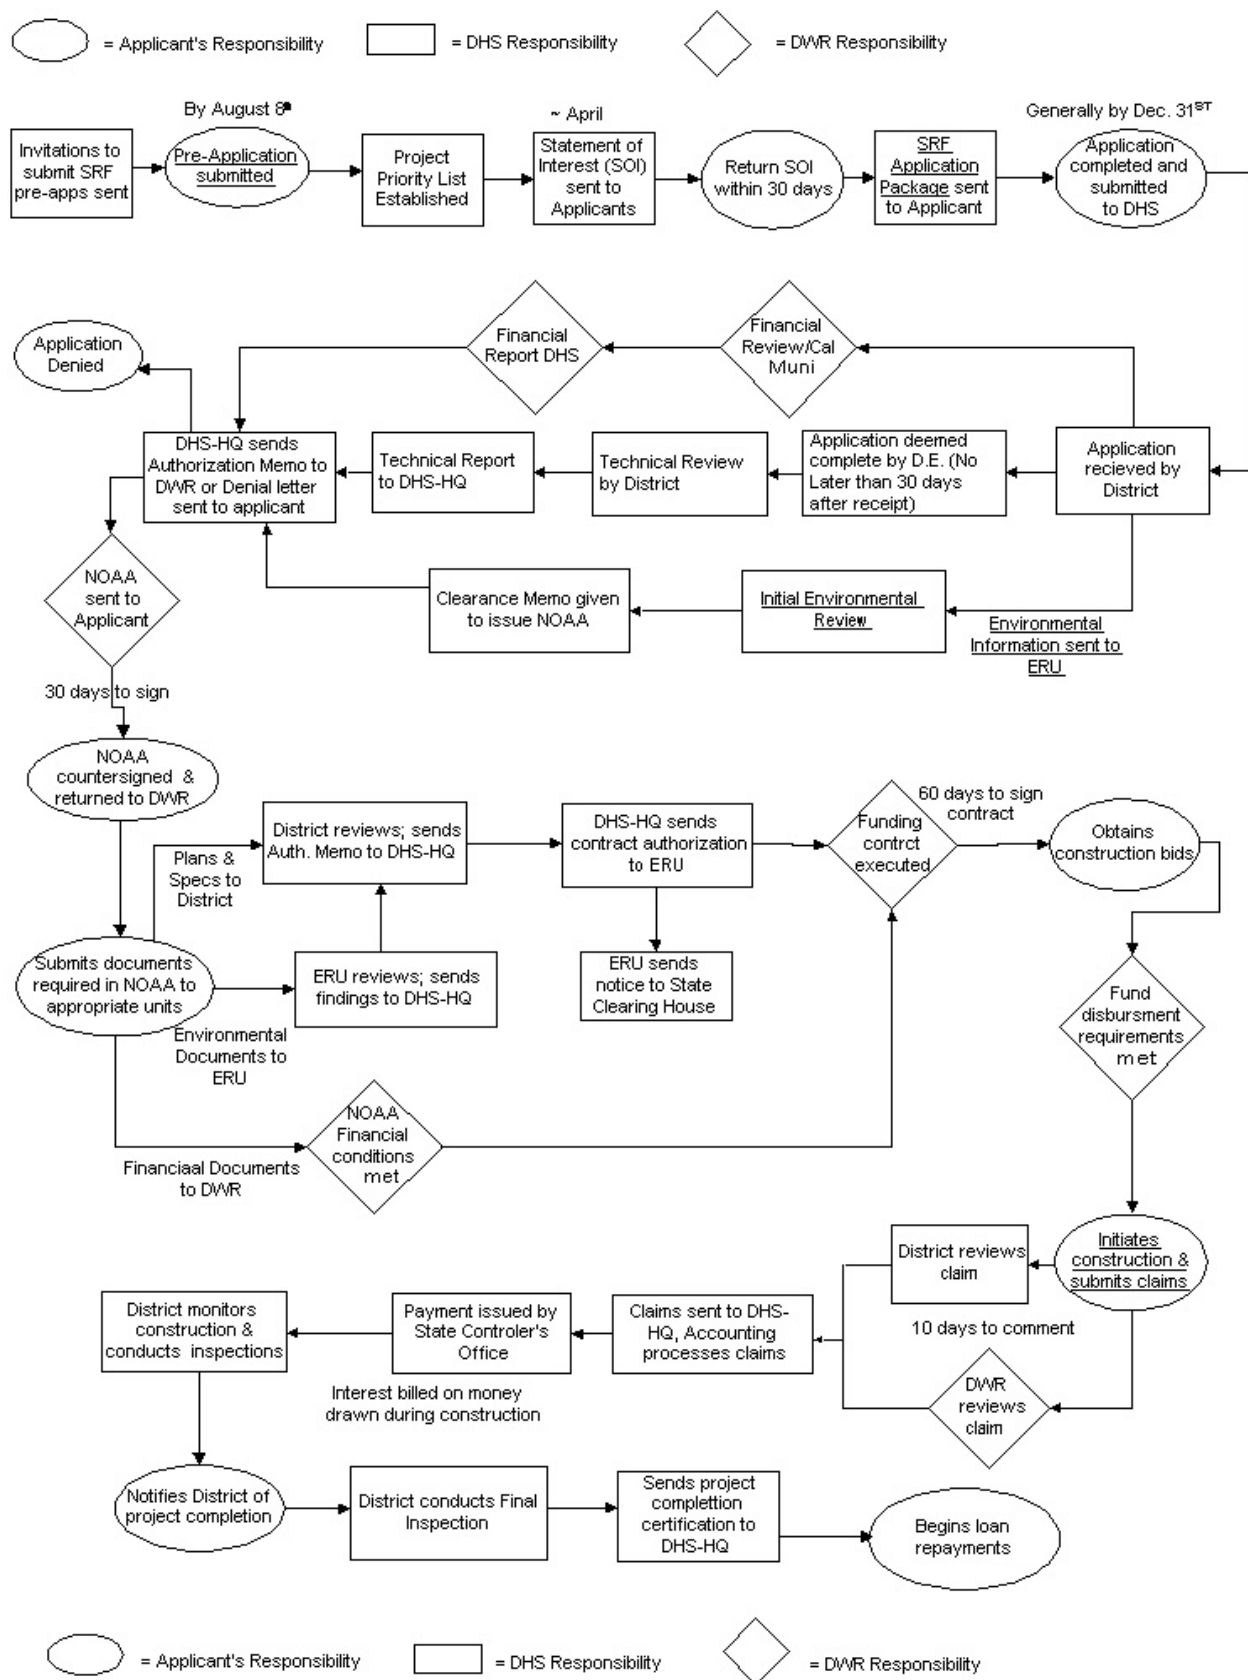 = Applicant's Responsibility
= DHS Responsibility
= DWR Responsibility
By August 8
~ April
Generally by Dec. 31ST
Invitations to
submit SRF
pre-apps sent
Pre-Application
submitted
Project
Priority List
Established
Statement of
Interest (SOI)
sent to
Applicants
Return SOI
within 30 days
SRF
Application
Package sent
to Applicant
Application
completed and
submitted
to DHS
Application
Denied
Financial
Report DHS
Financial
Review/Cal
Muni
DHS-HQ sends
Authorization Memo to
DWR or Denial letter
sent to applicant
Technical Report
to DHS-HQ
Technical Review
by District
Application deemed
complete by D.E. (No
Later than 30 days
after receipt)
Application
recieved by
District
NOAA
sent to
Applicant
Clearance Memo given
to issue NOAA
Initial Environmental
Review
Environmental
Information sent to
ERU
30 days to sign
NOAA
countersigned &
returned to DWR
Plans &
Specs to
District
District reviews; sends
Auth. Memo to DHS-HQ
DHS-HQ sends
contract authorization
to ERU
Funding
contrct
executed
60 days to sign
contract
Obtains
construction bids
Submits documents
required in NOAA to
appropriate units
ERU reviews; sends
findings to DHS-HQ
ERU sends
notice to State
Clearing House
Fund
disbursment
requirements
met
Environmental
Documents to
ERU
NOAA
Financial
conditions
met
Financiaal Documents
to DWR
Initiates
construction &
submits claims
District reviews
claim
10 days to comment
DWR
reviews
claim
Claims sent to DHS-
HQ, Accounting
processes claims
Payment issued by
State Controler's
Office
District monitors
construction &
conducts inspections
Interest billed on money
drawn during construction
Notifies District of
project completion
District conducts Final
Inspection
Sends project
complettion
certification to
DHS-HQ
Begins loan
repayments
= Applicant's Responsibility
= DHS Responsibility
= DWR Responsibility